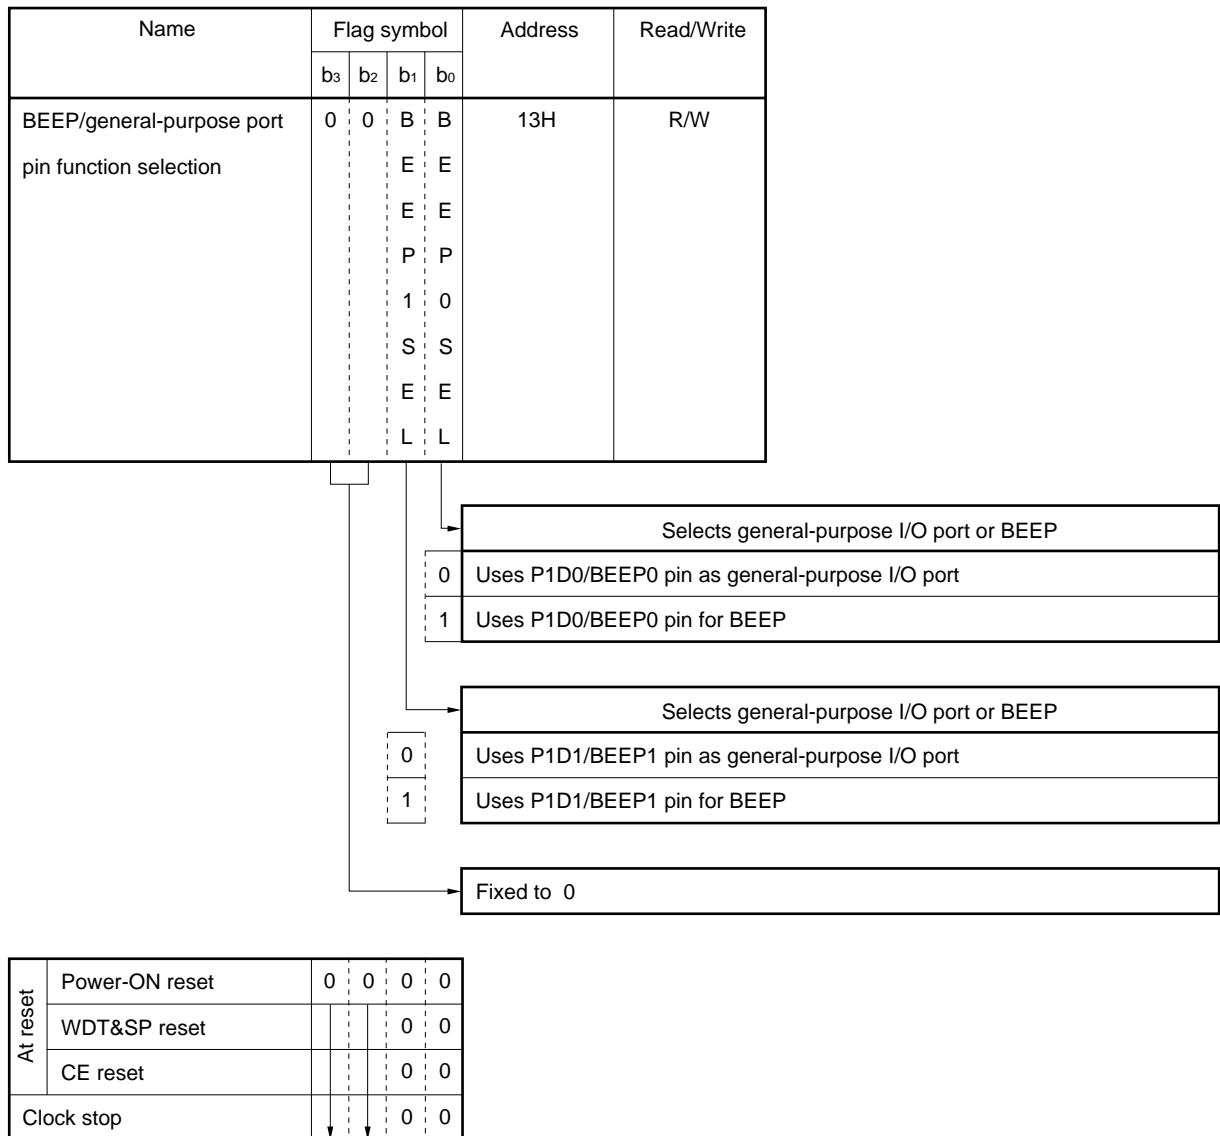 Name Flag symbol Address Read/Write
b3 b2 b1 b0
BEEP/general-purpose port 0 0 B B 13H R/W
pin function selection E E
E E
P P
1 0
S S
E E
L L
Selects general-purpose I/O port or BEEP
0 Uses P1D0/BEEP0 pin as general-purpose I/O port
1 Uses P1D0/BEEP0 pin for BEEP
Selects general-purpose I/O port or BEEP
0 Uses P1D1/BEEP1 pin as general-purpose I/O port
1 Uses P1D1/BEEP1 pin for BEEP
Fixed to 0
At reset
Power-ON reset 0 0 0 0
WDT&SP reset 0 0
CE reset 0 0
Clock stop 0 0